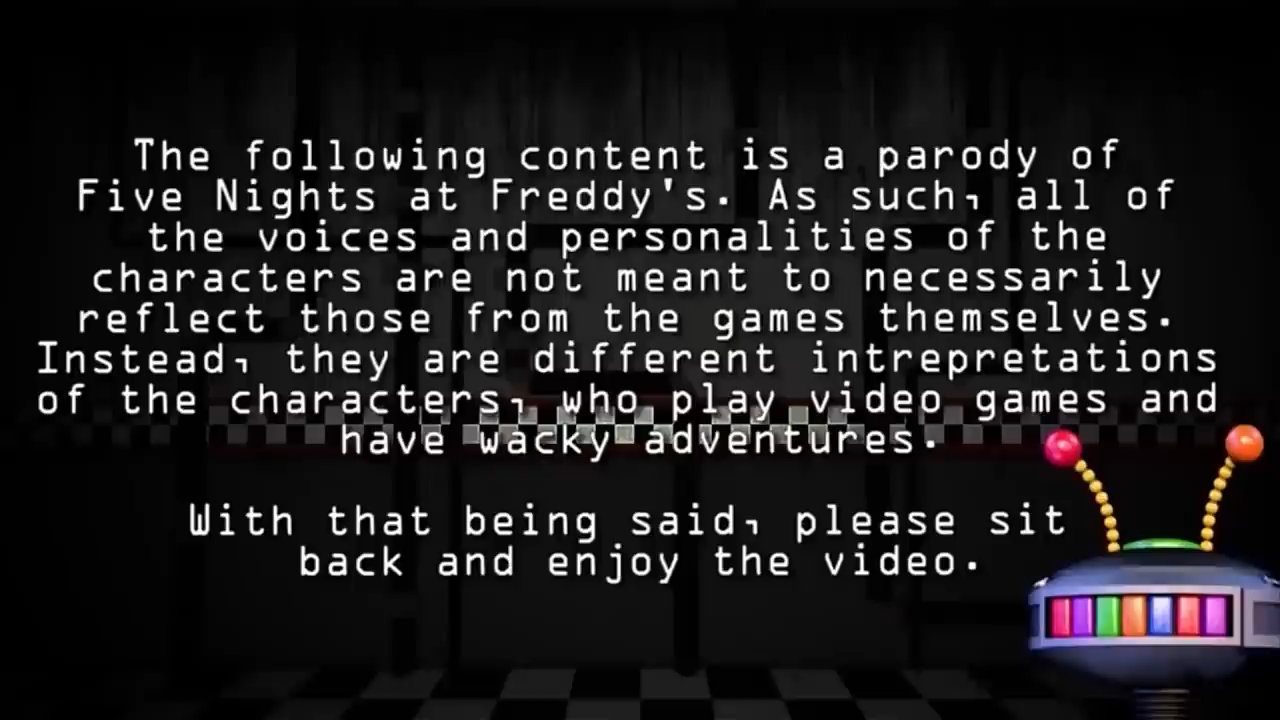 The following content is a parody of
Five Nights at Freddy's. As such, all of
the voices and personalities of the
characters are not meant to necessarily
reflect those from the games themselves.
Instead, they are different intrepretations
of the characters, who play video games and
have wacky adventures.
With that being said, please sit
back and enjoy the video.